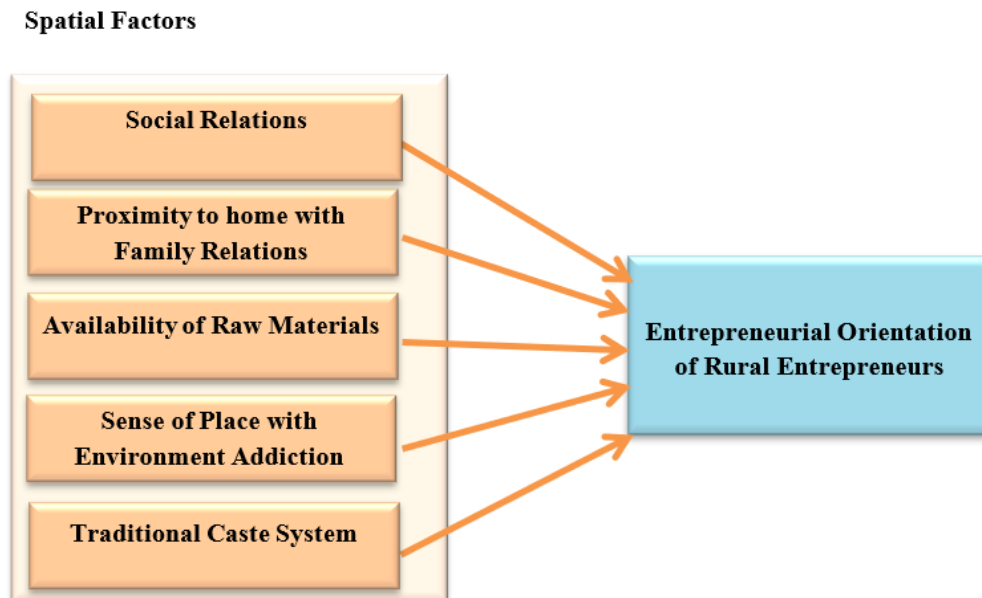 Spatial Factors
Social Relations
Proximity to home with
Family Relations
Availability of Raw Materials
Sense of Place with
Environment Addiction
Traditional Caste System
Entrepreneurial Orientation
of Rural Entrepreneurs